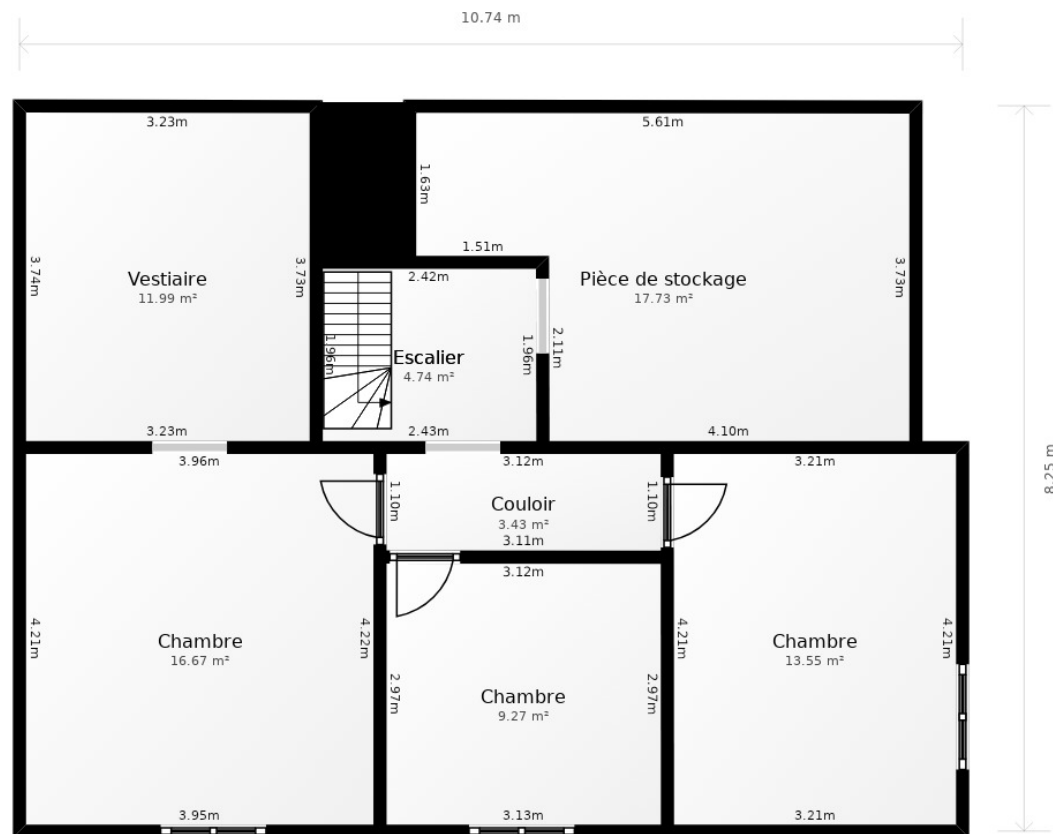 10.74 m
3.23m
5.61m
1.63m
1.51m
3.74m
Vestiaire
11.99 m²
3.73m
2.42m
Pièce de stockage
17.73 m²
3.73m
1.96m
Escalier
4.74 m²
1.96m
2.11m
3.23m
2.43m
4.10m
8.25 m
3.96m
3.12m
3.21m
1.10m
Couloir
3.43 m²
1.10m
3.11m
3.12m
4.21m
Chambre
16.67 m²
4.22m
4.21m
Chambre
13.55 m²
4.21m
2.97m
Chambre
9.27 m²
2.97m
3.95m
3.13m
3.21m